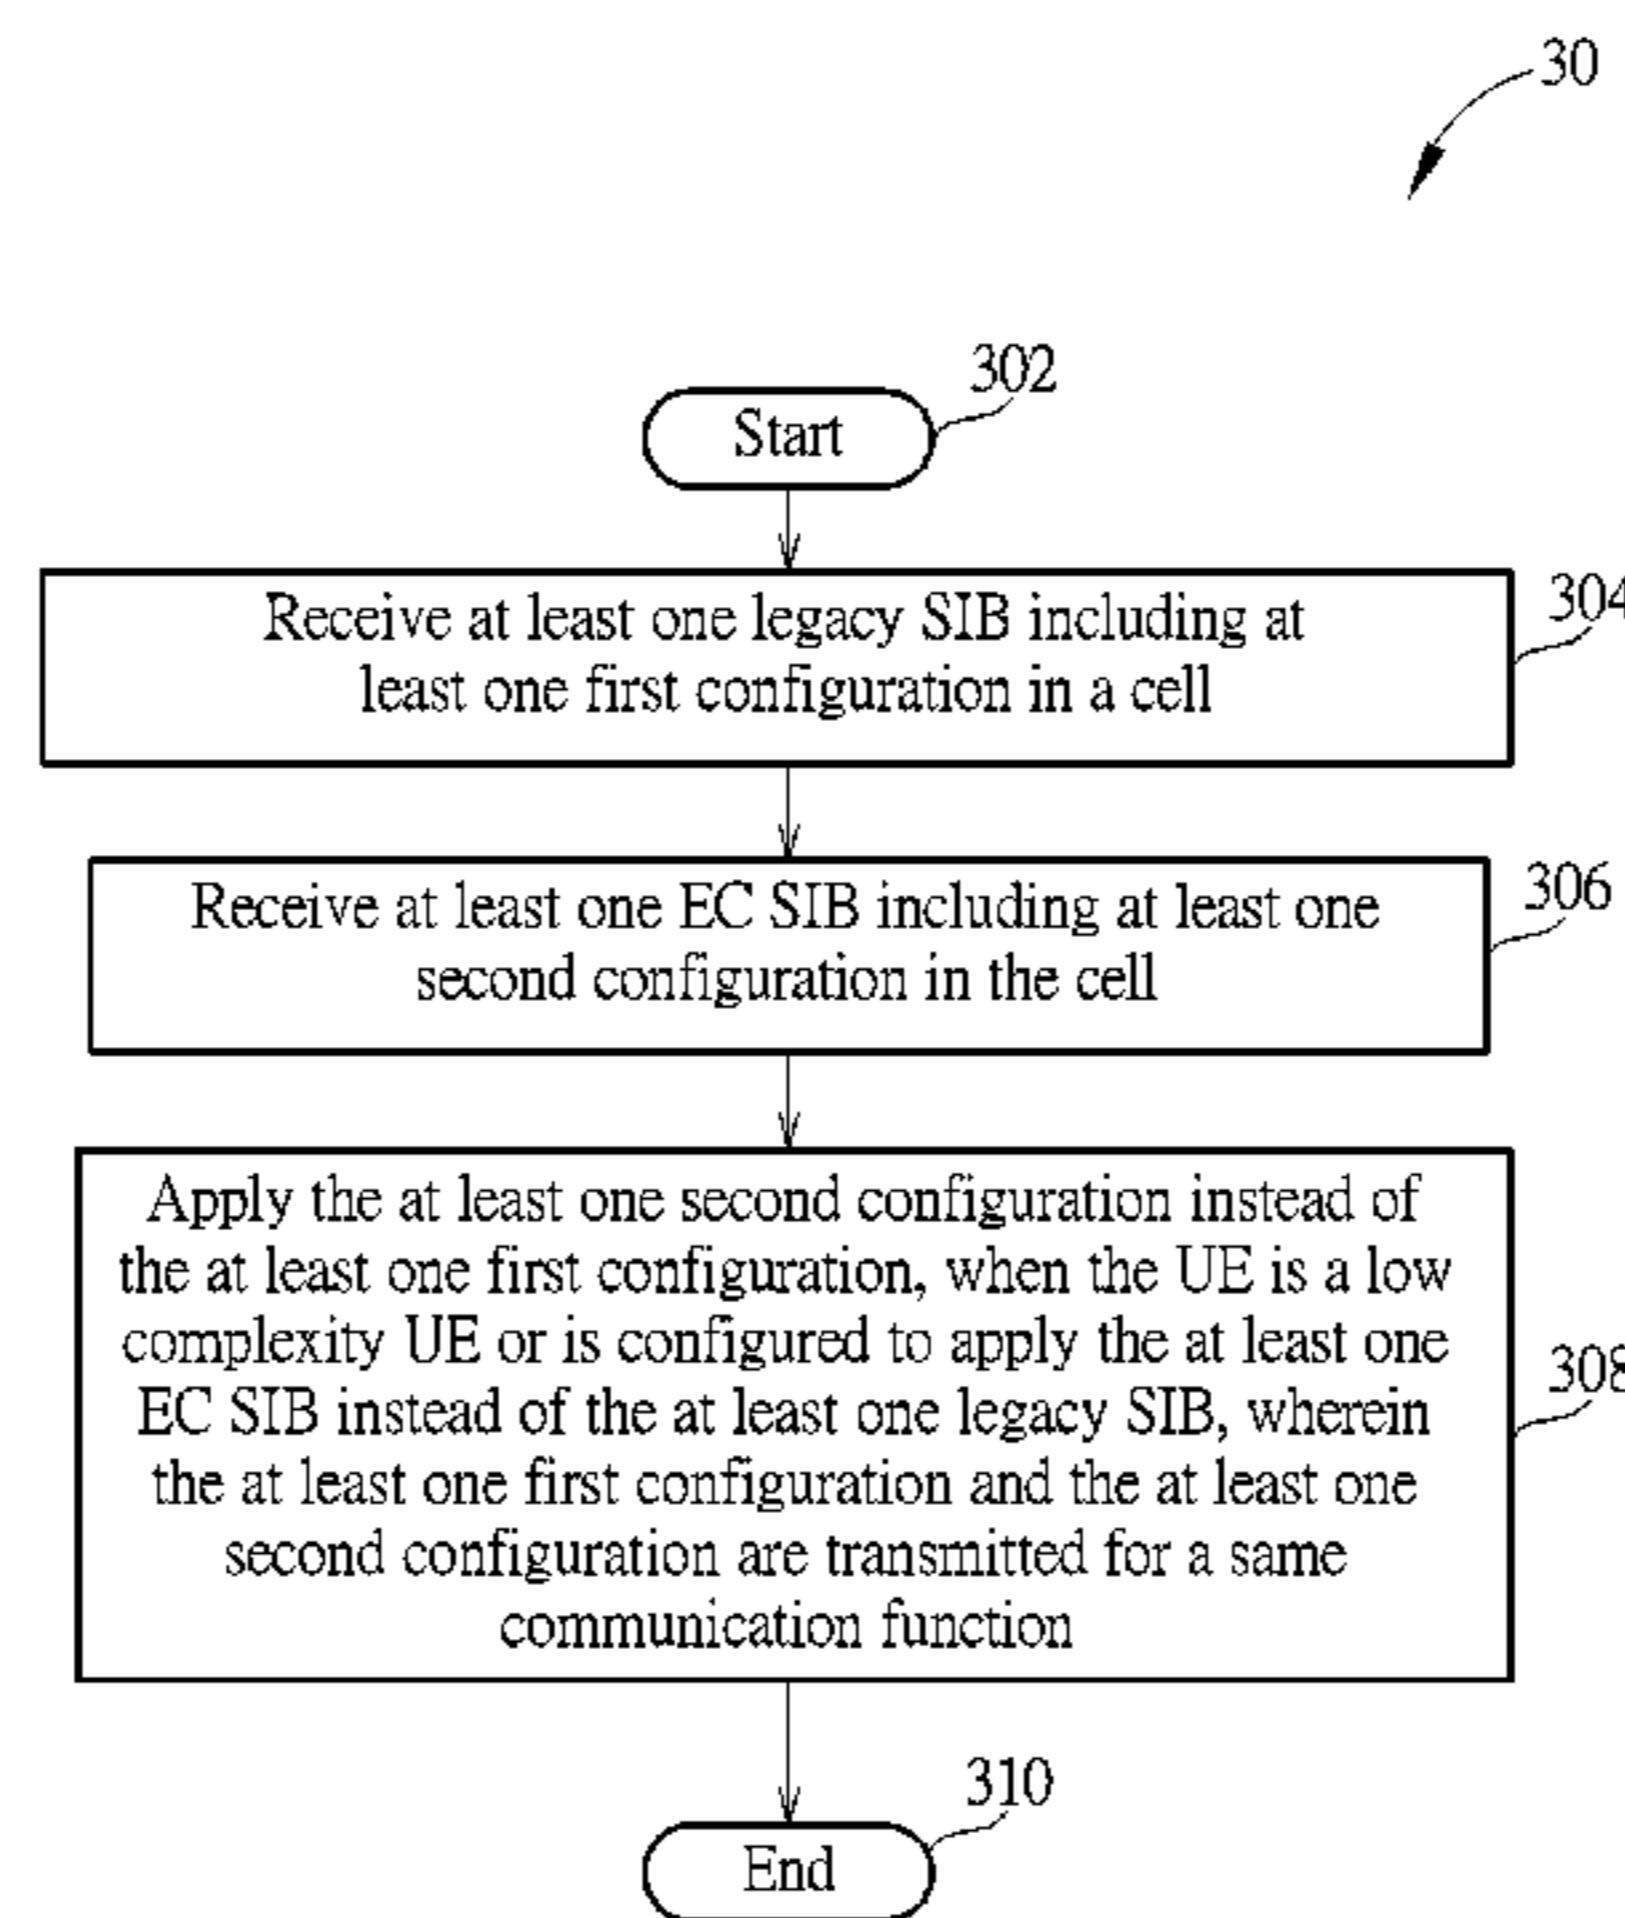 30
302
Start
304
Receive at least one legacy SIB including at
least one first configuration in a cell
306
Receive at least one EC SIB including at least one
second configuration in the cell
308
Apply the at least one second configuration instead of
the at least one first configuration, when the UE is a low
complexity UE or is configured to apply the at least one
EC SIB instead of the at least one legacy SIB, wherein
the at least one first configuration and the at least one
second configuration are transmitted for a same
communication function
310
End